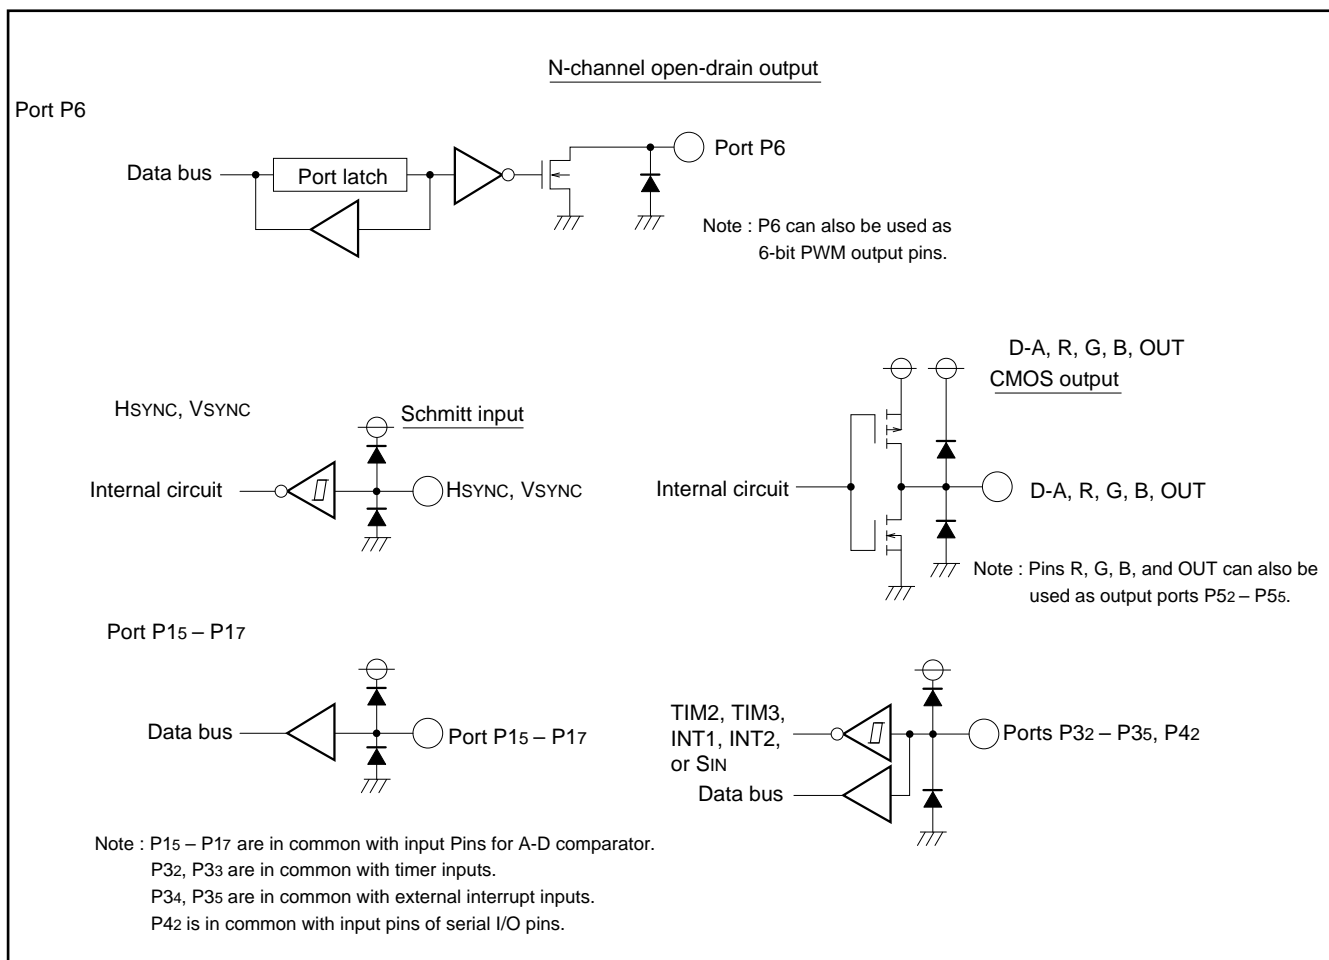 N-channel open-drain output
Port P6
Data bus
Port latch
Port P6
Note : P6 can also be used as
6-bit PWM output pins.
D-A, R, G, B, OUT
CMOS output
HSYNC, VSYNC
Schmitt input
Internal circuit
HSYNC, VSYNC
Internal circuit
D-A, R, G, B, OUT
Note : Pins R, G, B, and OUT can also be
used as output ports P52 – P55.
Port P15 – P17
Data bus
Port P15 – P17
TIM2, TIM3,
INT1, INT2,
or SIN
Data bus
Ports P32 – P35, P42
Note : P15 – P17 are in common with input Pins for A-D comparator.
P32, P33 are in common with timer inputs.
P34, P35 are in common with external interrupt inputs.
P42 is in common with input pins of serial I/O pins.